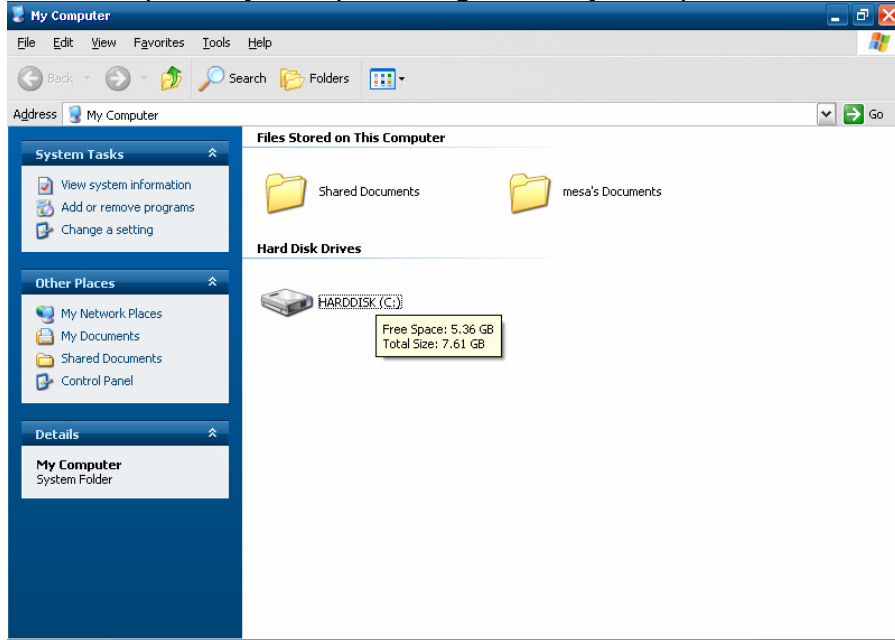 My Computer
File Edit View Favorites Tools Help
Back Search Folders
Address My Computer Go
System Tasks
View system information
Add or remove programs
Change a setting
Other Places
My Network Places
My Documents
Shared Documents
Control Panel
Details
My Computer
System Folder
Files Stored on This Computer
Shared Documents mesa's Documents
Hard Disk Drives
HARDDISK (C:)
Free Space: 5.36 GB
Total Size: 7.61 GB